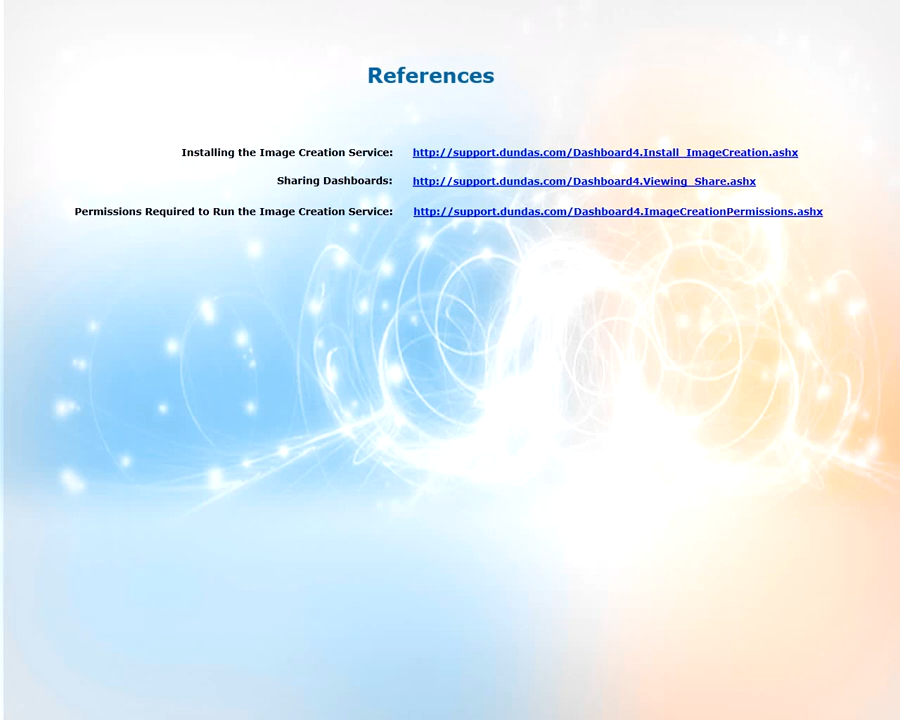 References
Installing the Image Creation Service: http://support.dundas.com/Dashboard4.Install_ImageCreation.ashx
Sharing Dashboards: http://support.dundas.com/Dashboard4.Viewing_Share.ashx
Permissions Required to Run the Image Creation Service: http://support.dundas.com/Dashboard4.ImageCreationPermissions.ashx